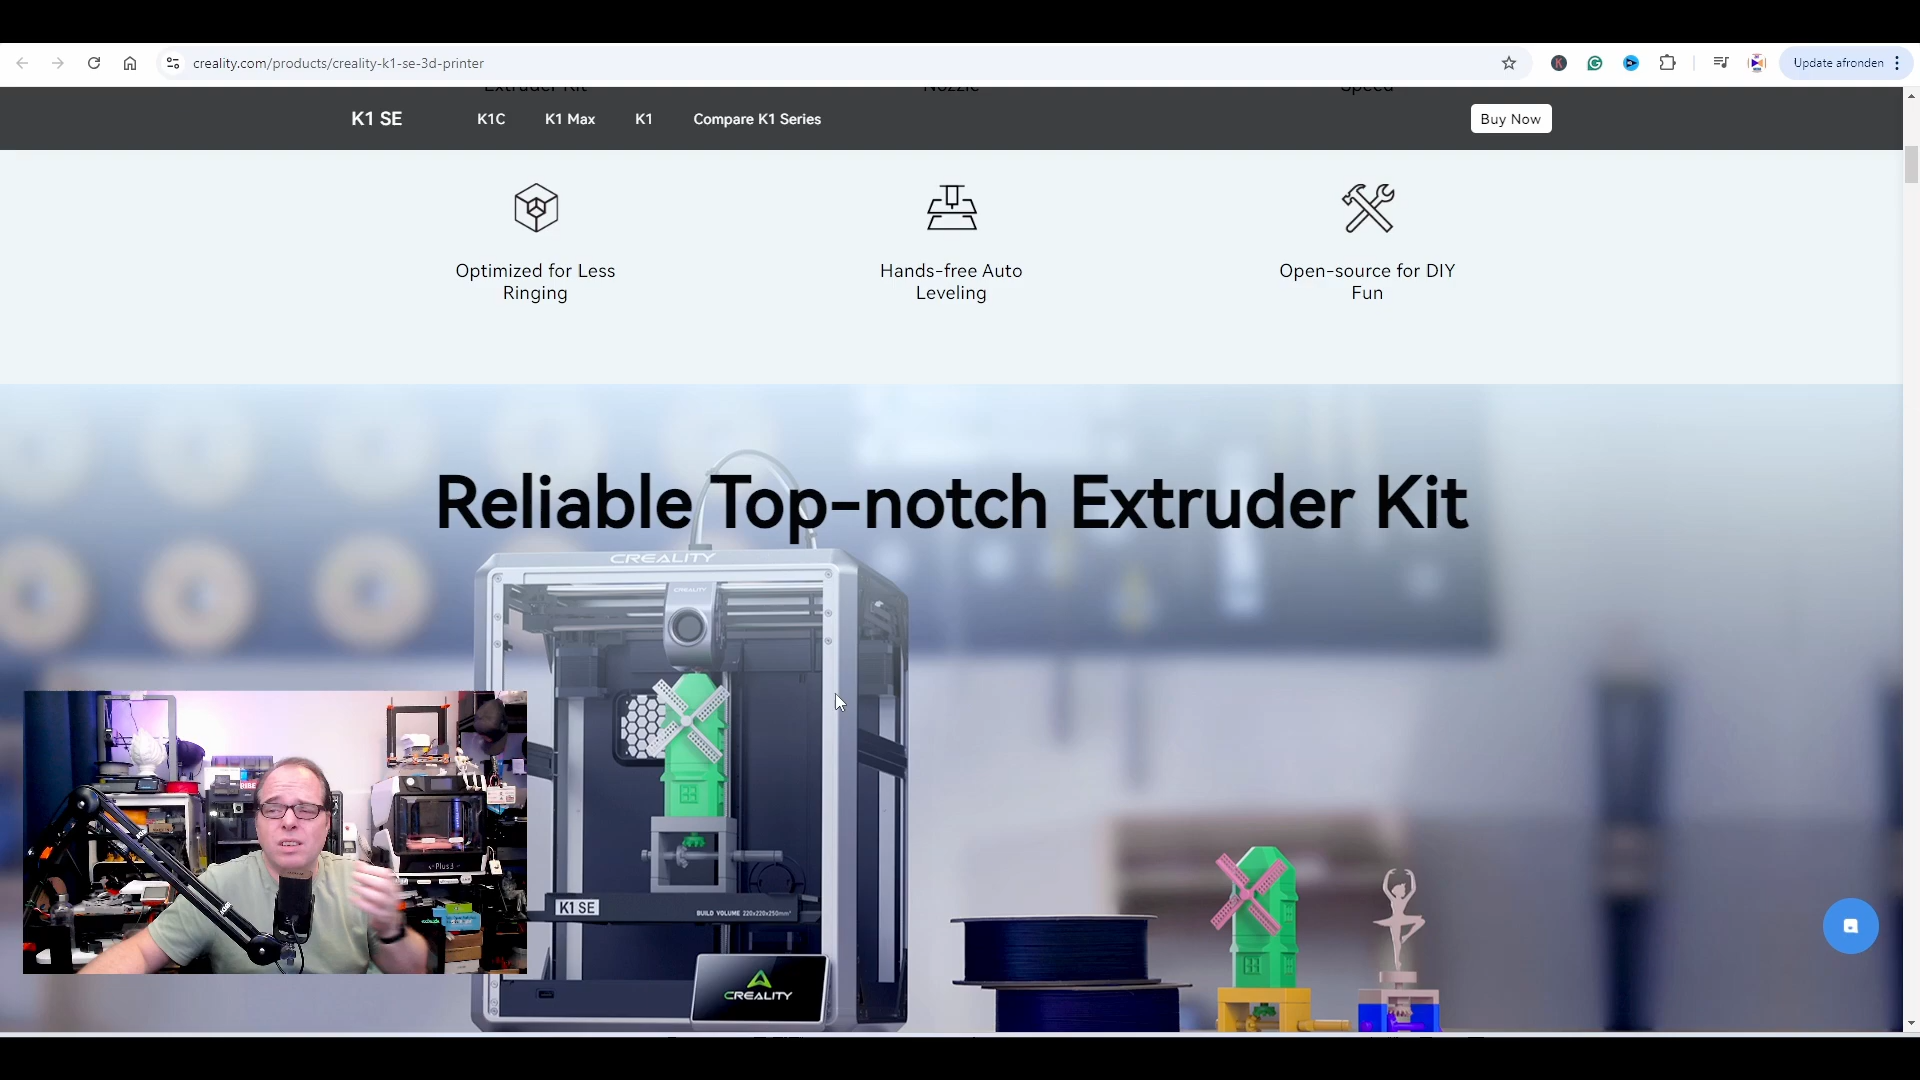 creality.com/products/creality-k1-se-3d-printer
Update afronden
Extruder Kit
Nozzle
Speed
K1 SE
K1C
K1 Max
K1
Compare K1 Series
Buy Now
Optimized for Less
Ringing
Hands-free Auto
Leveling
Open-source for DIY
Fun
Reliable Top-notch Extruder Kit
CREALITY
CREALITY
K1 SE
BUILD VOLUME 220x220x250mm³
CREALITY
Plus3